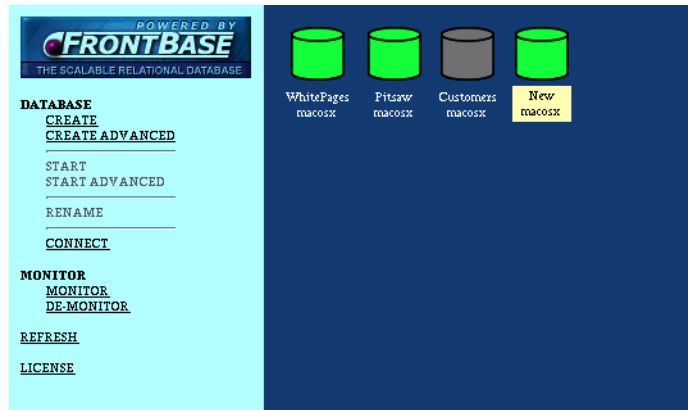 POWERED BY
FRONTBASE
THE SCALABLE RELATIONAL DATABASE
DATABASE
CREATE
CREATE ADVANCED
START
START ADVANCED
RENAME
CONNECT
MONITOR
MONITOR
DE-MONITOR
REFRESH
LICENSE
WhitePages Pitsaw Customers New
macosx macosx macosx macosx